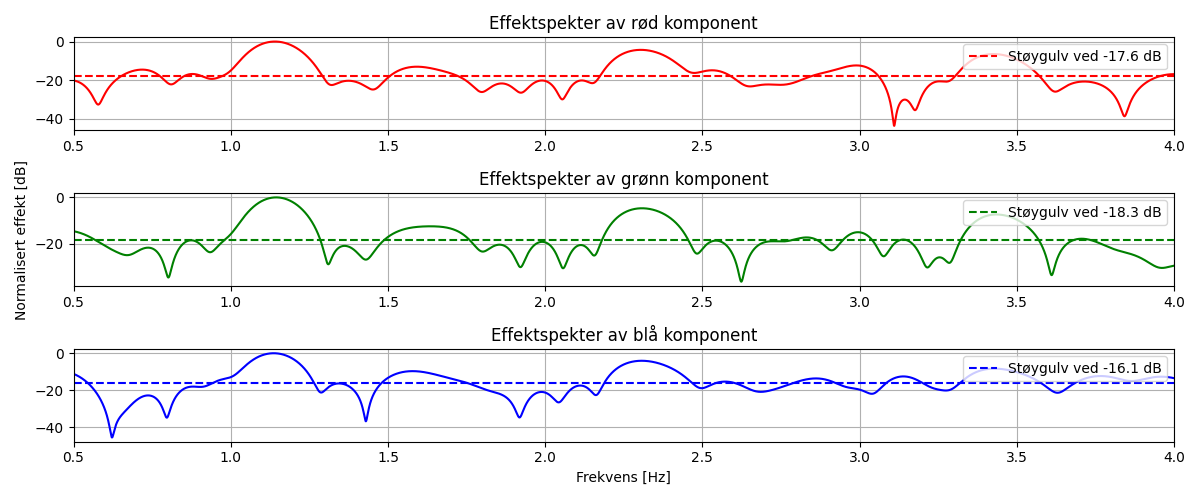 Effektspekter av rød komponent
0
−20
−40
Støygulv ved -17.6 dB
0.5 1.0 1.5 2.0 2.5 3.0 3.5 4.0
Effektspekter av grønn komponent
0
−20
Støygulv ved -18.3 dB
0.5 1.0 1.5 2.0 2.5 3.0 3.5 4.0
Normalisert effekt [dB]
Effektspekter av blå komponent
0
−20
−40
Støygulv ved -16.1 dB
0.5 1.0 1.5 2.0 2.5 3.0 3.5 4.0
Frekvens [Hz]